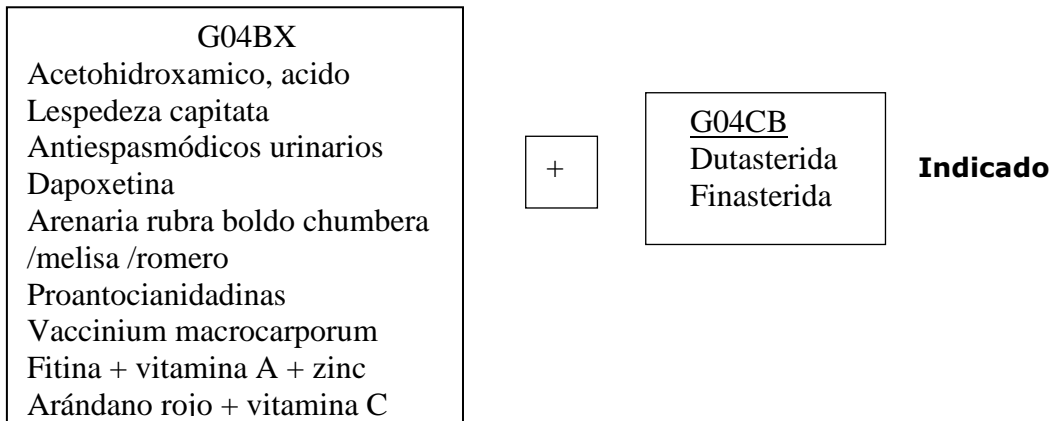 G04BX
Acetohidroxamico, acido
Lespedeza capitata
Antiespasmódicos urinarios
Dapoxetina
Arenaria rubra boldo chumbera
/melisa /romero
Proantocianidadinas
Vaccinium macrocarporum
Fitina + vitamina A + zinc
Arándano rojo + vitamina C
+
G04CB
Dutasterida
Finasterida
Indicado